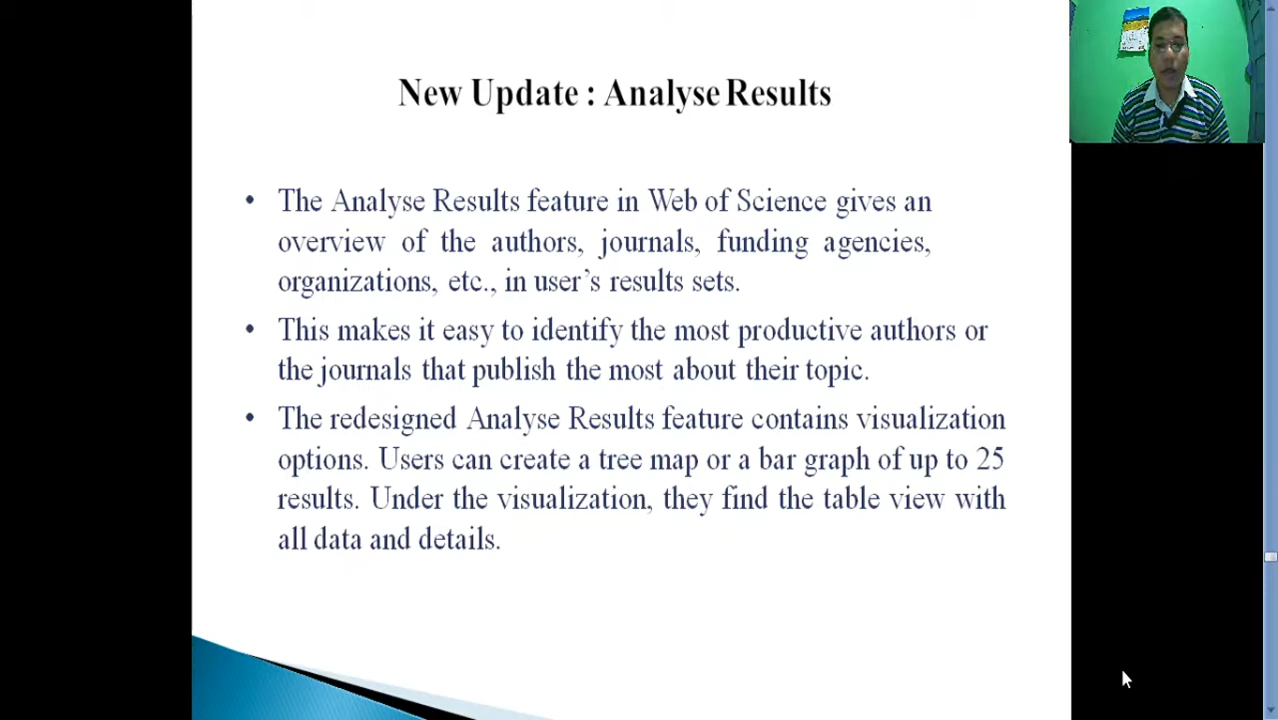 New Update : Analyse Results
• The Analyse Results feature in Web of Science gives an
overview of the authors, journals, funding agencies,
organizations, etc., in user’s results sets.
• This makes it easy to identify the most productive authors or
the journals that publish the most about their topic.
• The redesigned Analyse Results feature contains visualization
options. Users can create a tree map or a bar graph of up to 25
results. Under the visualization, they find the table view with
all data and details.